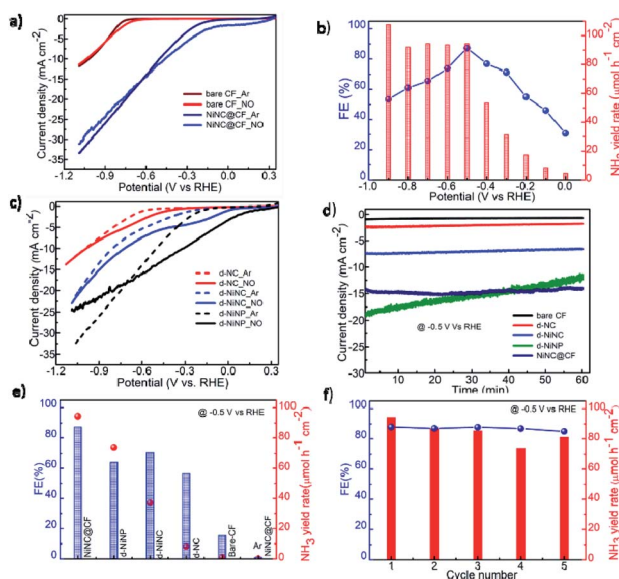 a)
Current density (mA cm⁻²)
0
-5
-10
-15
-20
-25
-30
-35
bare CF_Ar
bare CF_NO
NiNC@CF_Ar
NiNC@CF_NO
-1.2
-0.9
-0.6
-0.3
0.0
0.3
Potential (V vs RHE)
b)
FE (%)
100
80
60
40
20
0
-1.0
-0.8
-0.6
-0.4
-0.2
0.0
Potential (V vs RHE)
100
80
60
40
20
0
NH₃ yield rate (μmol h⁻¹ cm⁻²)
c)
Current density (mA cm⁻²)
0
-5
-10
-15
-20
-25
-30
-35
d-NC_Ar
d-NC_NO
d-NiNC_Ar
d-NiNC_NO
d-NiNP_Ar
d-NiNP_NO
-1.2
-0.9
-0.6
-0.3
0.0
0.3
Potential (V vs. RHE)
d)
Current density (mA cm⁻²)
0
-5
-10
-15
-20
-25
-30
bare CF
d-NC
d-NiNC
d-NiNP
NiNC@CF
@ -0.5 V Vs RHE
10
20
30
40
50
60
Time (min)
e)
FE(%)
100
80
60
40
20
0
@ -0.5 V vs RHE
NiNC@CF
d-NiNP
d-NiNC
d-NC
Bare-CF
Ar
NiNC@CF
100
80
60
40
20
0
NH₃ yield rate(μmol h⁻¹ cm⁻²)
f)
FE(%)
100
80
60
40
20
0
@ -0.5 V vs RHE
1
2
3
4
5
Cycle number
100
80
60
40
20
0
NH₃ yield rate (μmol h⁻¹ cm⁻²)